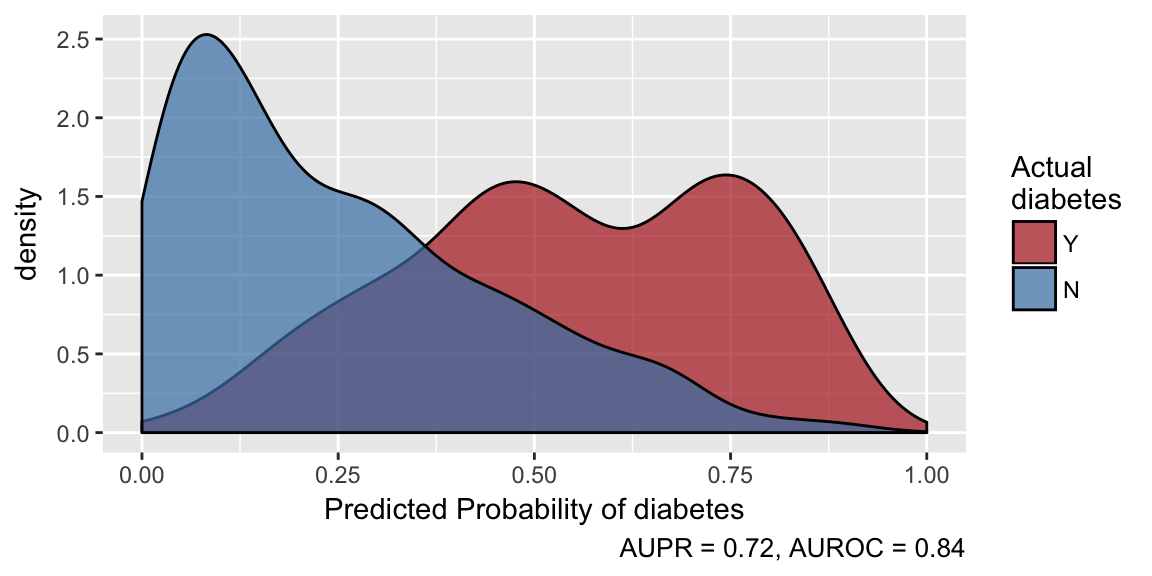 2.5
2.0
1.5
1.0
0.5
0.0
density
0.00 0.25 0.50 0.75 1.00
Predicted Probability of diabetes
AUPR = 0.72, AUROC = 0.84
Actual
diabetes
Y
N